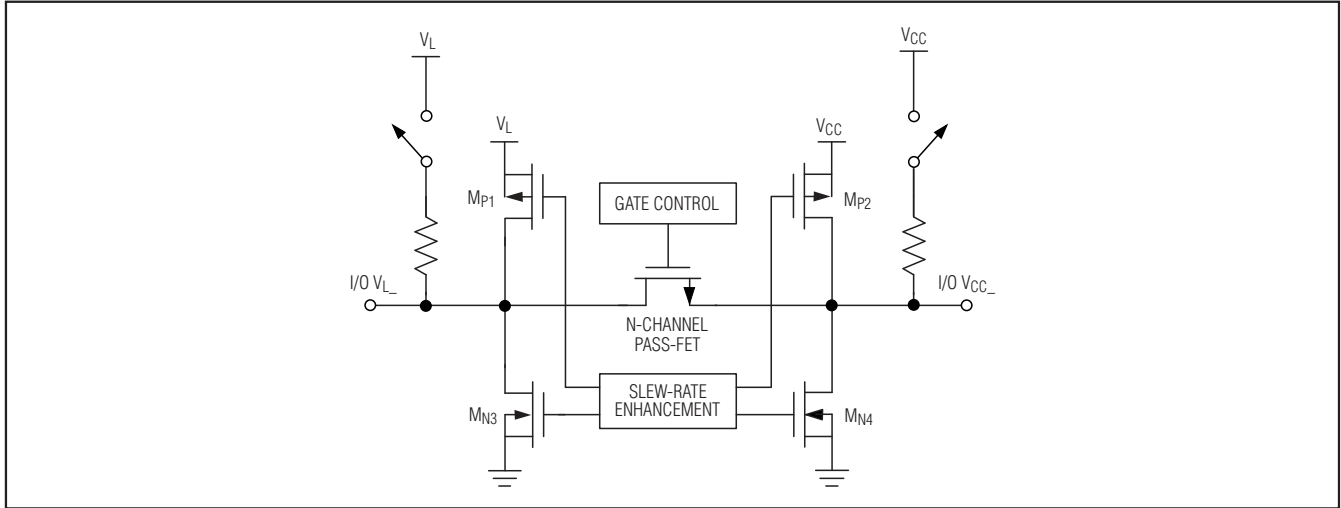 VL
VCC
VL
VCC
MP1
GATE CONTROL
MP2
I/O VL_
I/O VCC_
N-CHANNEL
PASS-FET
SLEW-RATE
ENHANCEMENT
MN3
MN4